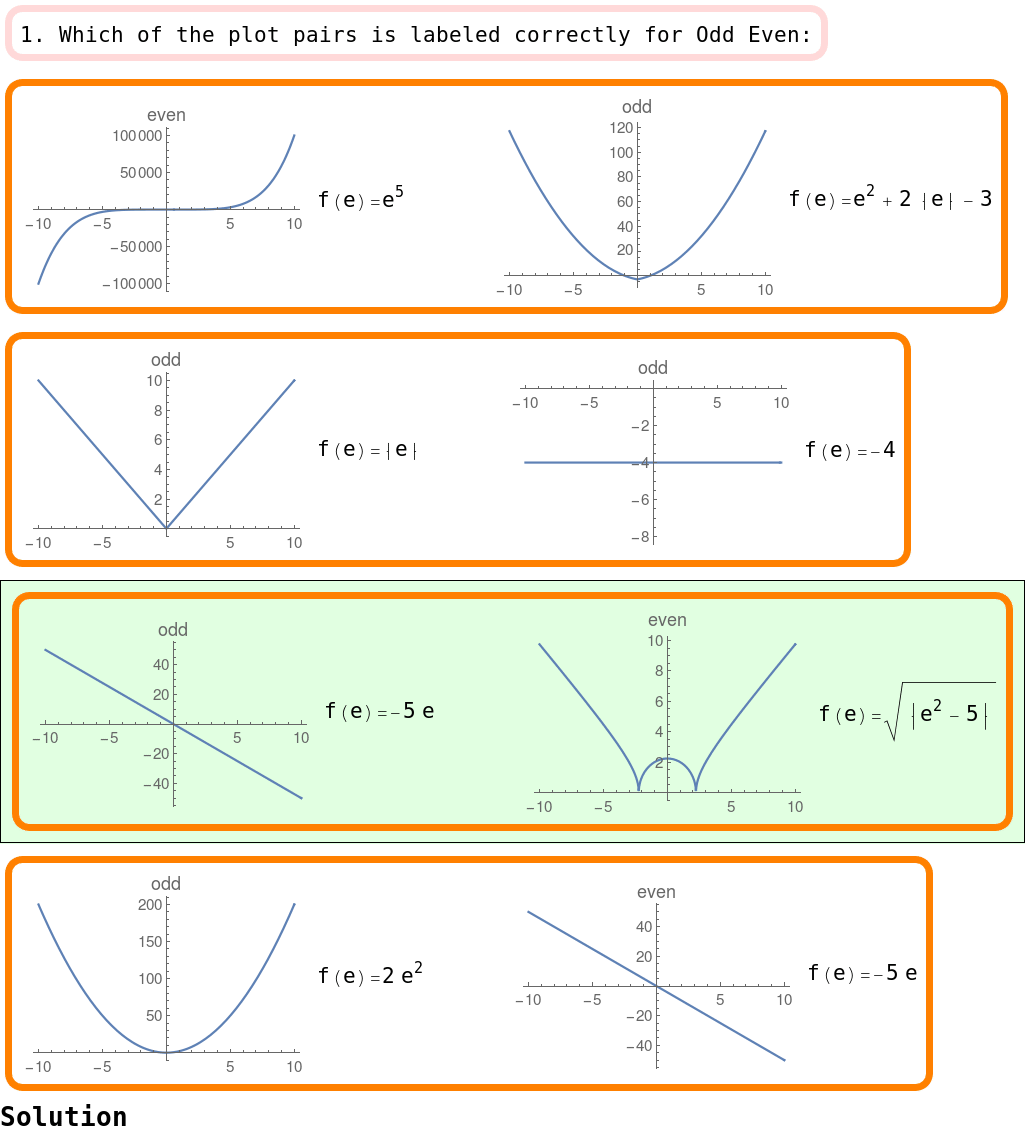 1. Which of the plot pairs is labeled correctly for Odd Even:
even
100 000
50 000
−10 −5 5 10
−50 000
−100 000
f(e)=e^5
odd
120
100
80
60
40
20
−10 −5 5 10
f(e)=e^2 + 2 |e| − 3
odd
10
8
6
4
2
−10 −5 5 10
f(e)=|e|
odd
−10 −5 5 10
−2
−4
−6
−8
f(e)=−4
odd
40
20
−10 −5 5 10
−20
−40
f(e)=−5 e
even
10
8
6
4
2
−10 −5 5 10
f(e)=√|e^2 − 5|
odd
200
150
100
50
−10 −5 5 10
f(e)=2 e^2
even
40
20
−10 −5 5 10
−20
−40
f(e)=−5 e
Solution